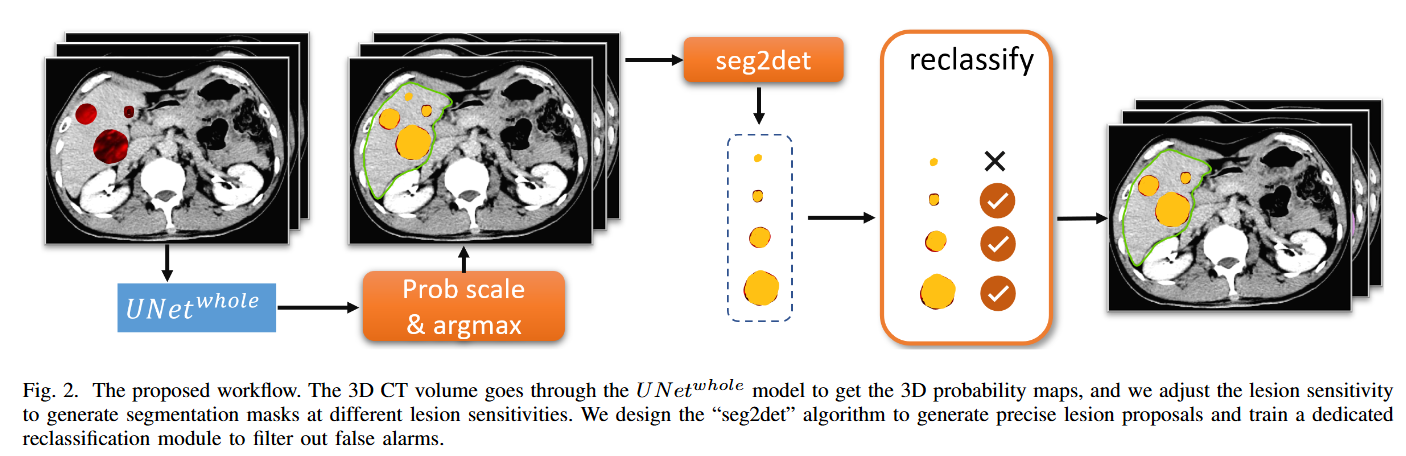 seg2det
reclassify
UNet^whole
Prob scale
& argmax
Fig. 2. The proposed workflow. The 3D CT volume goes through the UNet^whole model to get the 3D probability maps, and we adjust the lesion sensitivity
to generate segmentation masks at different lesion sensitivities. We design the “seg2det” algorithm to generate precise lesion proposals and train a dedicated
reclassification module to filter out false alarms.